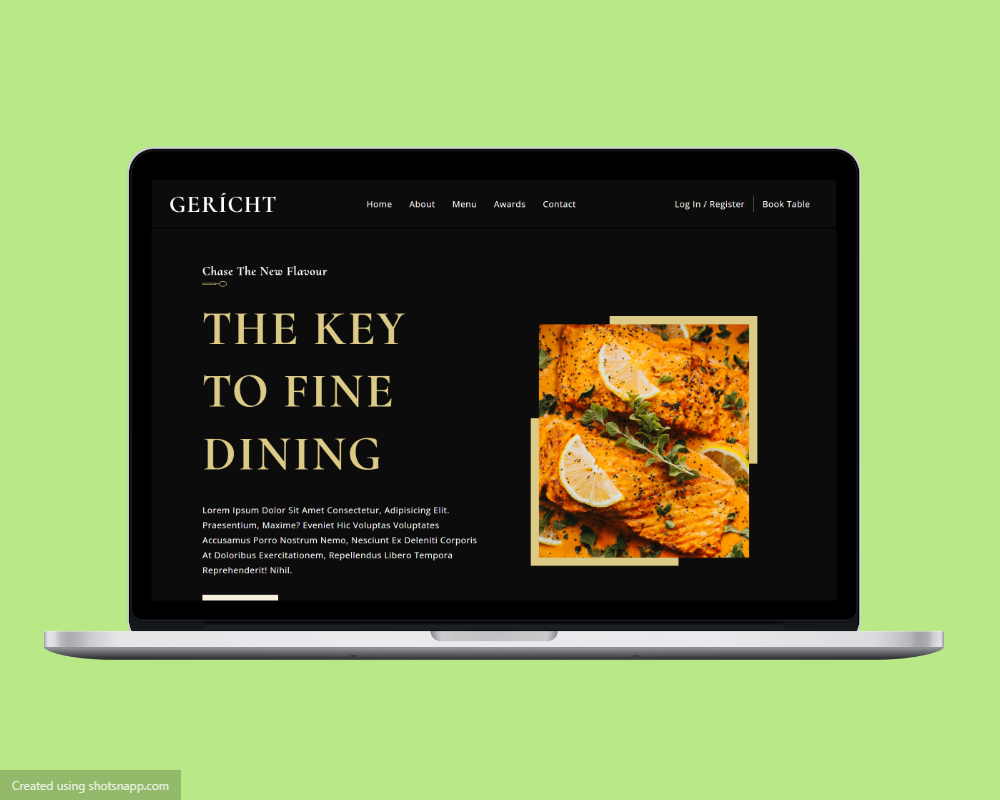 GERÍCHT
Home About Menu Awards Contact
Log In / Register Book Table
Chase The New Flavour
THE KEY
TO FINE
DINING
Lorem Ipsum Dolor Sit Amet Consectetur, Adipisicing Elit.
Praesentium, Maxime? Eveniet Hic Voluptas Voluptates
Accusamus Porro Nostrum Nemo, Nesciunt Ex Deleniti Corporis
At Doloribus Exercitationem, Repellendus Libero Tempora
Reprehenderit! Nihil.
Created using shotsnapp.com